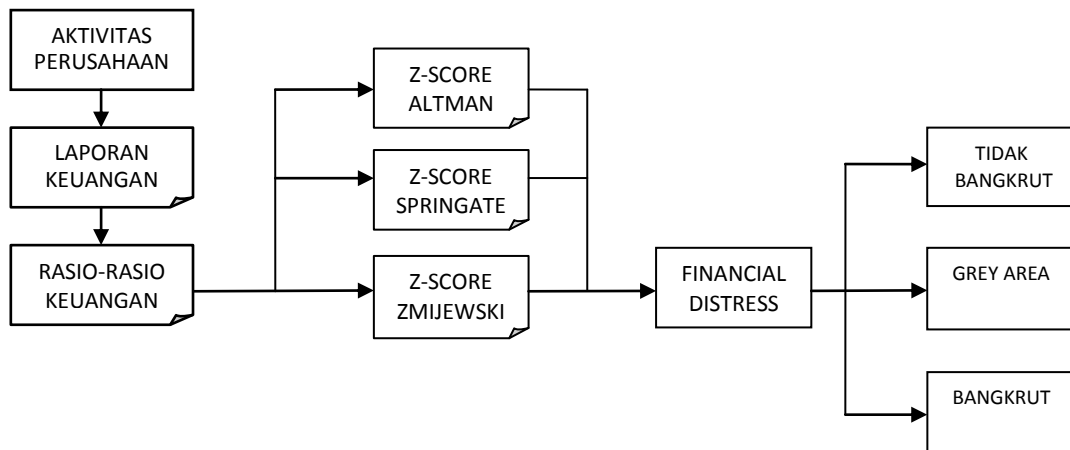 AKTIVITAS
PERUSAHAAN
LAPORAN
KEUANGAN
RASIO-RASIO
KEUANGAN
Z-SCORE
ALTMAN
Z-SCORE
SPRINGATE
Z-SCORE
ZMIJEWSKI
FINANCIAL
DISTRESS
TIDAK
BANGKRUT
GREY AREA
BANGKRUT